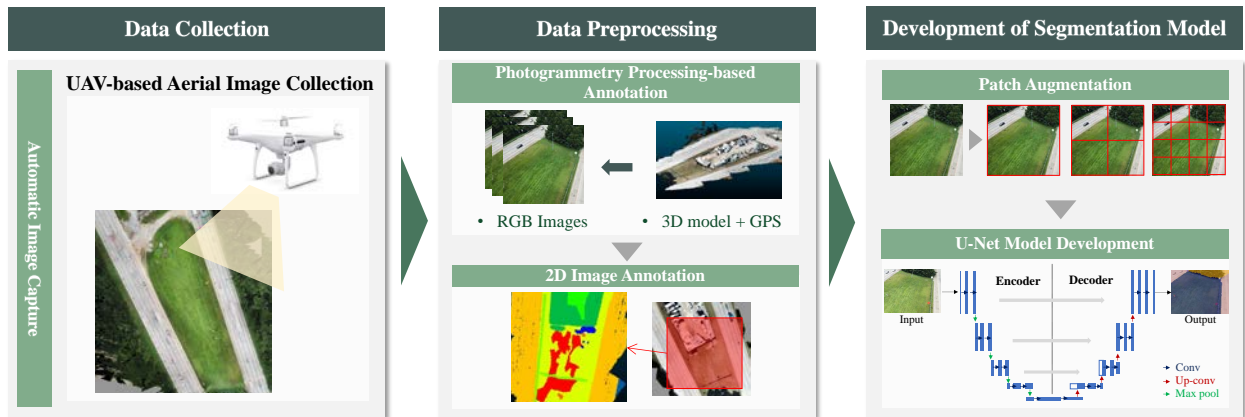 Data Collection
UAV-based Aerial Image Collection
Automatic Image Capture
Data Preprocessing
Photogrammetry Processing-based
Annotation
• RGB Images
• 3D model + GPS
2D Image Annotation
Development of Segmentation Model
Patch Augmentation
U-Net Model Development
Encoder
Decoder
Input
Output
Conv
Up-conv
Max pool